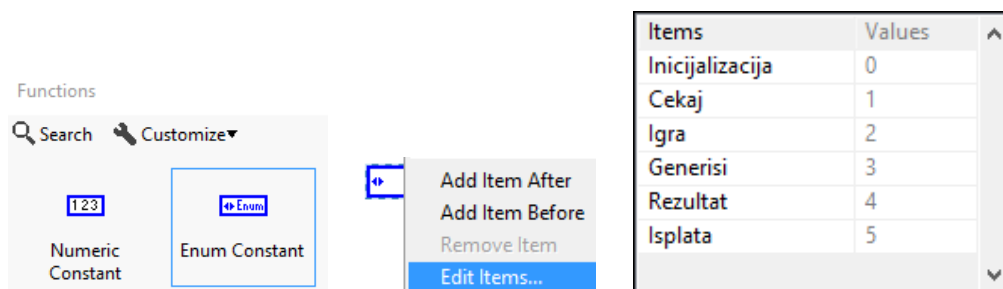 Functions
Search Customize
123
Enum
Numeric
Constant
Enum Constant
Add Item After
Add Item Before
Remove Item
Edit Items...
Items Values
Inicijalizacija 0
Cekaj 1
Igra 2
Generisi 3
Rezultat 4
Isplata 5